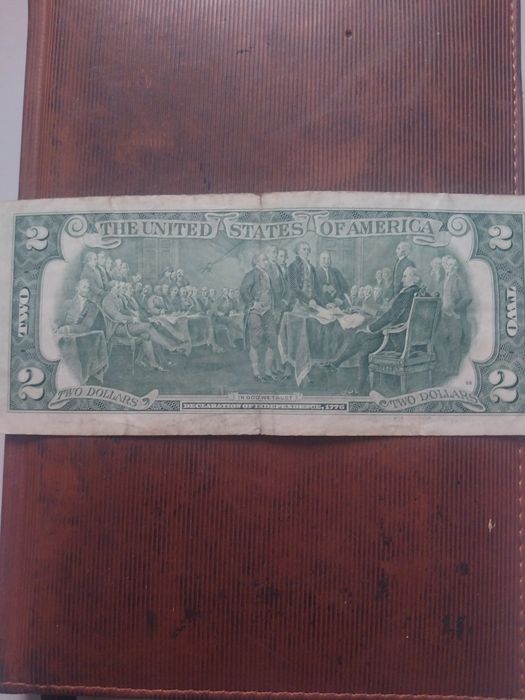 THE UNITED STATES OF AMERICA
2
2
TWO
TWO
2
2
TWO DOLLARS
TWO DOLLARS
IN GOD WE TRUST
DECLARATION OF INDEPENDENCE, 1776